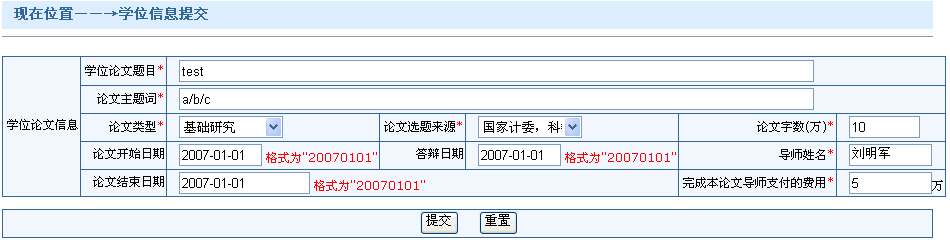 现在位置——→学位信息提交
学位论文信息
学位论文题目* test
论文主题词* a/b/c
论文类型* 基础研究 论文选题来源* 国家计委，科 论文字数(万)* 10
论文开始日期 2007-01-01 格式为"20070101" 答辩日期 2007-01-01 格式为"20070101" 导师姓名* 刘明军
论文结束日期 2007-01-01 格式为"20070101" 完成本论文导师支付的费用* 5 万
提交 重置